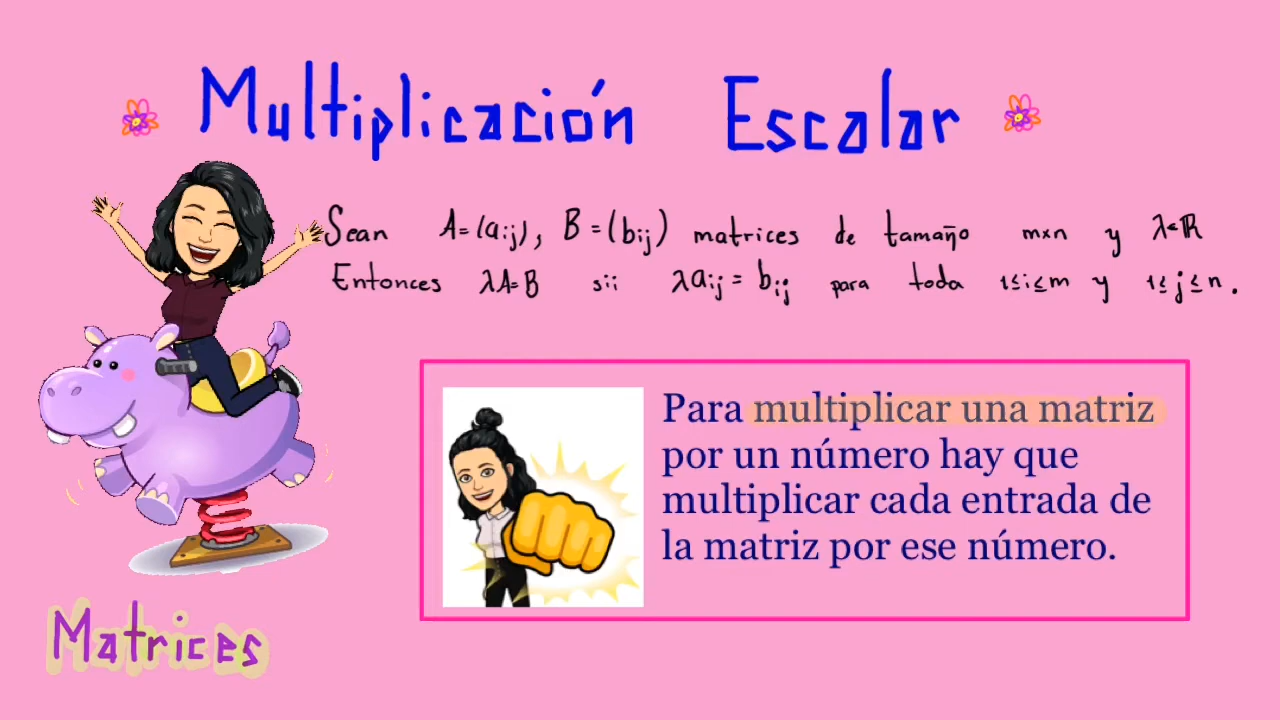 Multiplicación Escalar
Sean A=(aij), B=(bij) matrices de tamaño m×n y λ∈ℝ
Entonces λA=B sii λaij = bij para toda 1≤i≤m y 1≤j≤n.
Para multiplicar una matriz
por un número hay que
multiplicar cada entrada de
la matriz por ese número.
Matrices